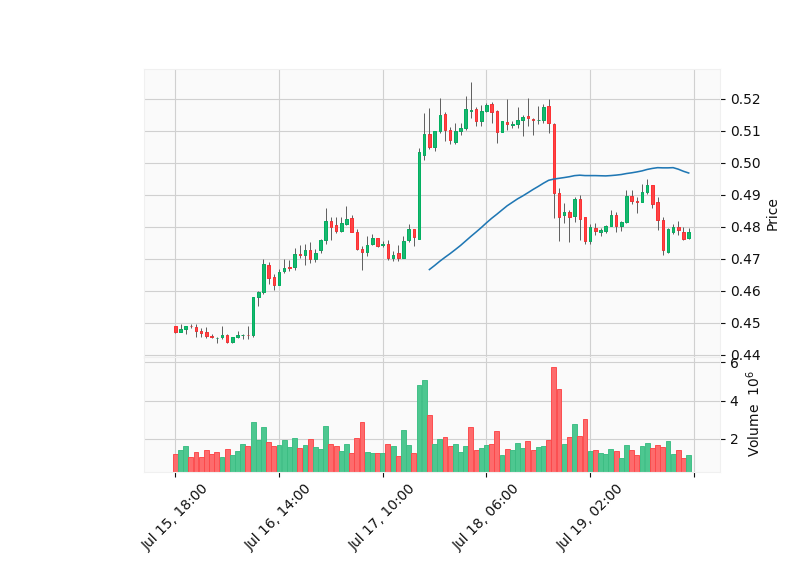 0.52
0.51
0.50
0.49
0.48
0.47
0.46
0.45
0.44
Price
6
4
2
Volume 10^6
Jul 15, 18:00
Jul 16, 14:00
Jul 17, 10:00
Jul 18, 06:00
Jul 19, 02:00